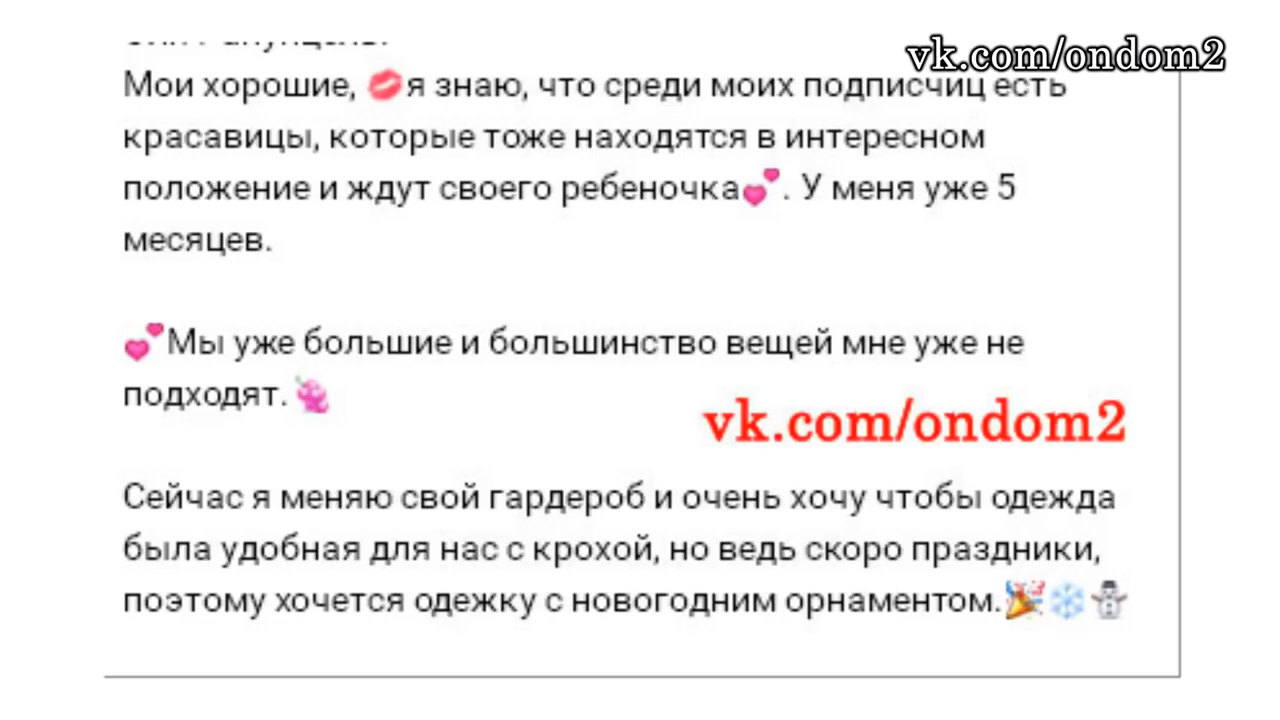 vk.com/ondom2
Мои хорошие, 💋я знаю, что среди моих подписчиц есть
красавицы, которые тоже находятся в интересном
положение и ждут своего ребеночка💕. У меня уже 5
месяцев.
💕Мы уже большие и большинство вещей мне уже не
подходят.
vk.com/ondom2
Сейчас я меняю свой гардероб и очень хочу чтобы одежда
была удобная для нас с крохой, но ведь скоро праздники,
поэтому хочется одежку с новогодним орнаментом.🎉❄️⛄